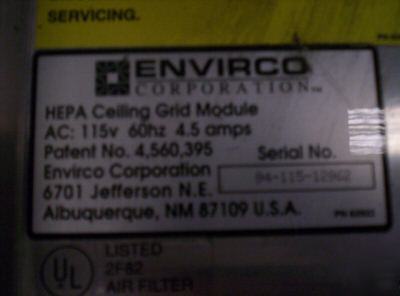 SERVICING.
ENVIRCO
CORPORATION™
HEPA Ceiling Grid Module
AC: 115v 60hz 4.5 amps
Patent No. 4,560,395 Serial No.
Envirco Corporation 94-115-12962
6701 Jefferson N.E.
Albuquerque, NM 87109 U.S.A.
UL LISTED
2F82
AIR FILTER